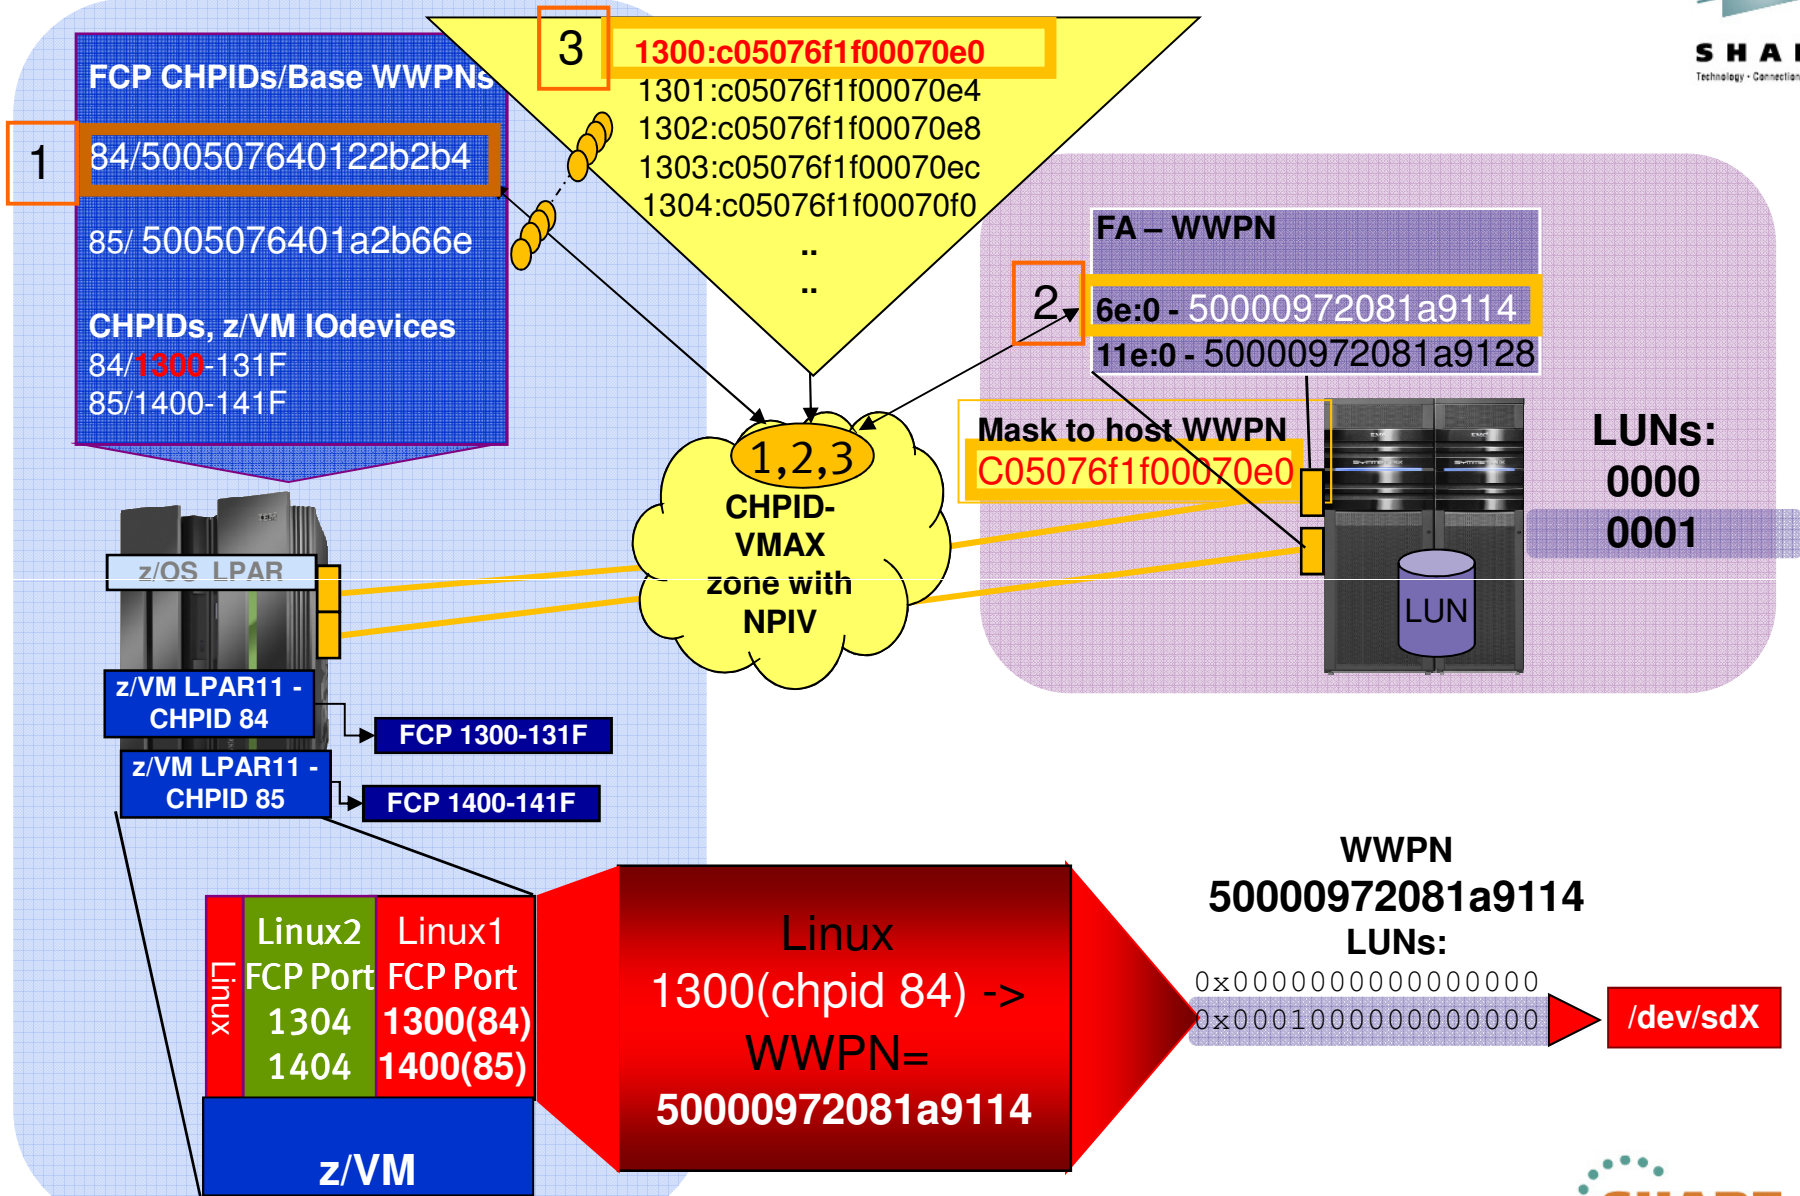 FCP CHPIDs/Base WWPNs
1
84/500507640122b2b4
85/ 5005076401a2b66e
CHPIDs, z/VM IOdevices
84/1300-131F
85/1400-141F
3
1300:c05076f1f00070e0
1301:c05076f1f00070e4
1302:c05076f1f00070e8
1303:c05076f1f00070ec
1304:c05076f1f00070f0
..
..
FA – WWPN
2
6e:0 - 50000972081a9114
11e:0 - 50000972081a9128
Mask to host WWPN
C05076f1f00070e0
LUNs:
0000
0001
LUN
1,2,3
CHPID-
VMAX
zone with
NPIV
z/OS LPAR
z/VM LPAR11 -
CHPID 84
FCP 1300-131F
z/VM LPAR11 -
CHPID 85
FCP 1400-141F
Linux
Linux2
FCP Port
1304
1404
Linux1
FCP Port
1300(84)
1400(85)
z/VM
Linux
1300(chpid 84) ->
WWPN=
50000972081a9114
WWPN
50000972081a9114
LUNs:
0x0000000000000000
0x0001000000000000
/dev/sdX